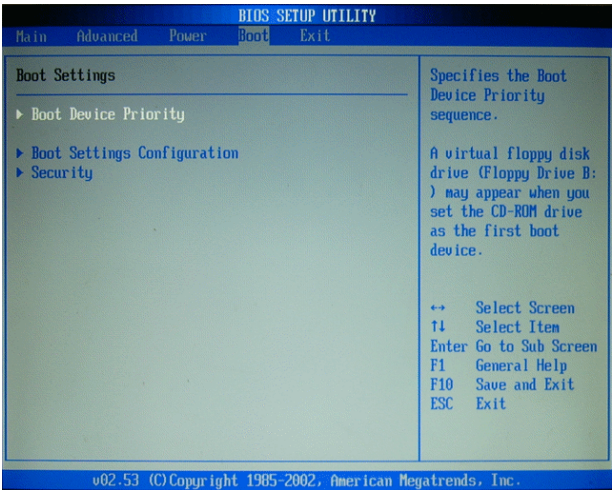 BIOS SETUP UTILITY
Main Advanced Power Boot Exit
Boot Settings
Boot Device Priority
Boot Settings Configuration
Security
Specifies the Boot
Device Priority
sequence.
A virtual floppy disk
drive (Floppy Drive B:
) may appear when you
set the CD-ROM drive
as the first boot
device.
↔ Select Screen
↑↓ Select Item
Enter Go to Sub Screen
F1 General Help
F10 Save and Exit
ESC Exit
v02.53 (C)Copyright 1985-2002, American Megatrends, Inc.